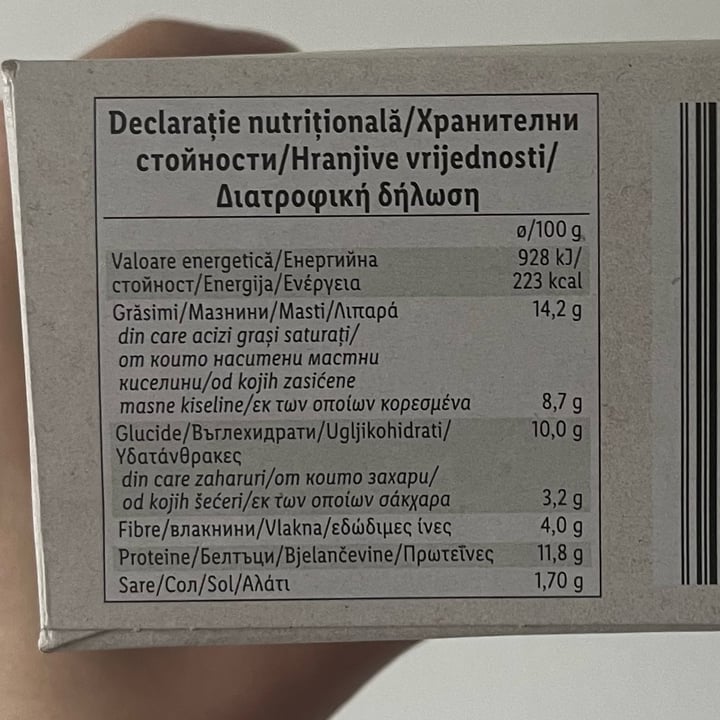 Declarație nutrițională/Хранителни
стойности/Hranjive vrijednosti/
Διατροφική δήλωση
ø/100 g
Valoare energetică/Енергийна 928 kJ/
стойност/Energija/Ενέργεια 223 kcal
Grăsimi/Мазнини/Masti/Λιπαρά 14,2 g
din care acizi grași saturați/
от които наситени мастни
киселини/od kojih zasićene
masne kiseline/εκ των οποίων κορεσμένα 8,7 g
Glucide/Въглехидрати/Ugljikohidrati/ 10,0 g
Υδατάνθρακες
din care zaharuri/от които захари/
od kojih šećeri/εκ των οποίων σάκχαρα 3,2 g
Fibre/влакнини/Vlakna/εδώδιμες ίνες 4,0 g
Proteine/Белтъци/Bjelančevine/Πρωτεΐνες 11,8 g
Sare/Сол/Sol/Αλάτι 1,70 g